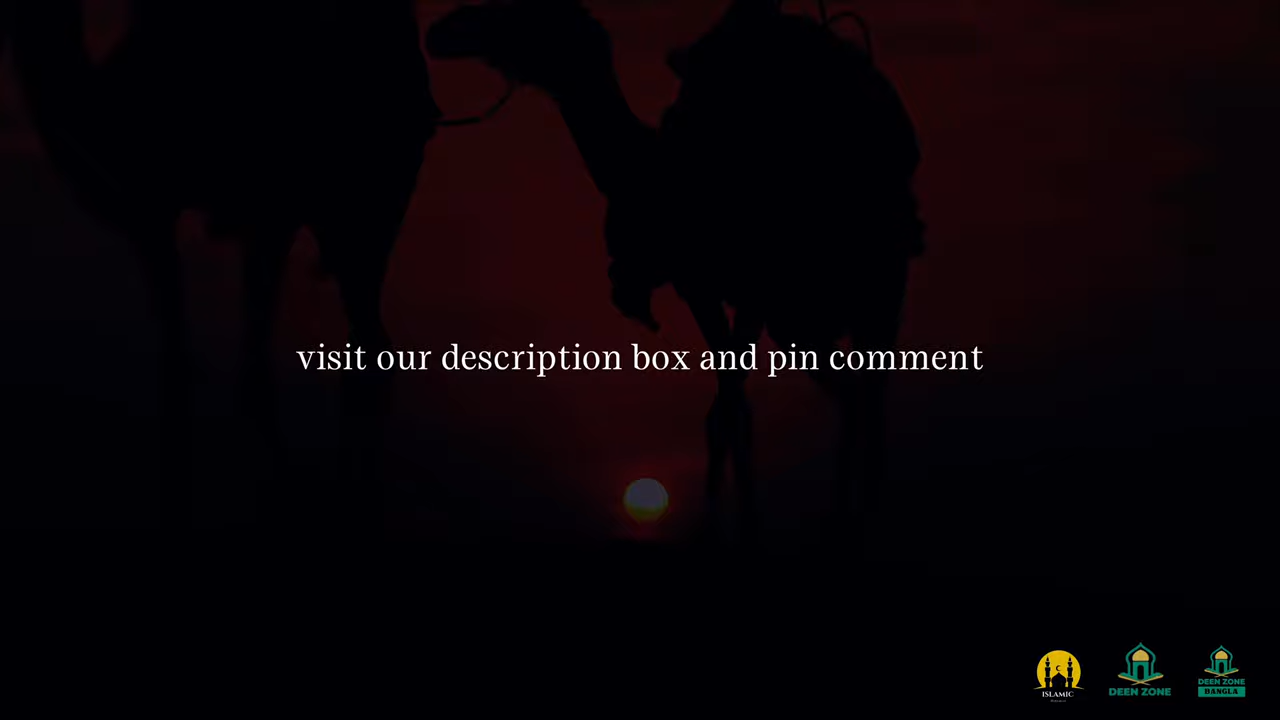 visit our description box and pin comment
ISLAMIC
DEEN ZONE
DEEN ZONE
BANGLA